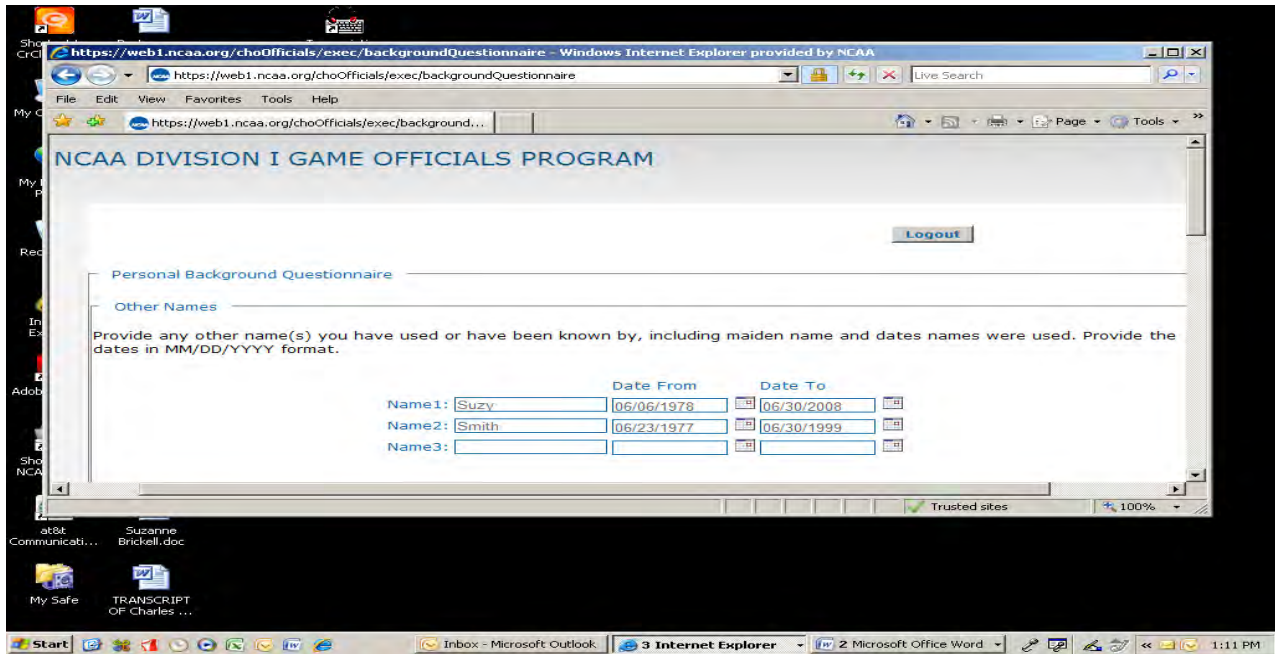 https://web1.ncaa.org/choOfficials/exec/backgroundQuestionnaire - Windows Internet Explorer provided by NCAA
https://web1.ncaa.org/choOfficials/exec/backgroundQuestionnaire Live Search
File Edit View Favorites Tools Help
https://web1.ncaa.org/choOfficials/exec/background... Page Tools »
NCAA DIVISION I GAME OFFICIALS PROGRAM
Logout
Personal Background Questionnaire
Other Names
Provide any other name(s) you have used or have been known by, including maiden name and dates names were used. Provide the
dates in MM/DD/YYYY format.
Date From Date To
Name1: Suzy 06/06/1978 06/30/2008
Name2: Smith 06/23/1977 06/30/1999
Name3:
Trusted sites 100%
at&t Suzanne
Communicati... Brickell.doc
My Safe TRANSCRIPT
OF Charles ...
Start Inbox - Microsoft Outlook 3 Internet Explorer 2 Microsoft Office Word « 1:11 PM